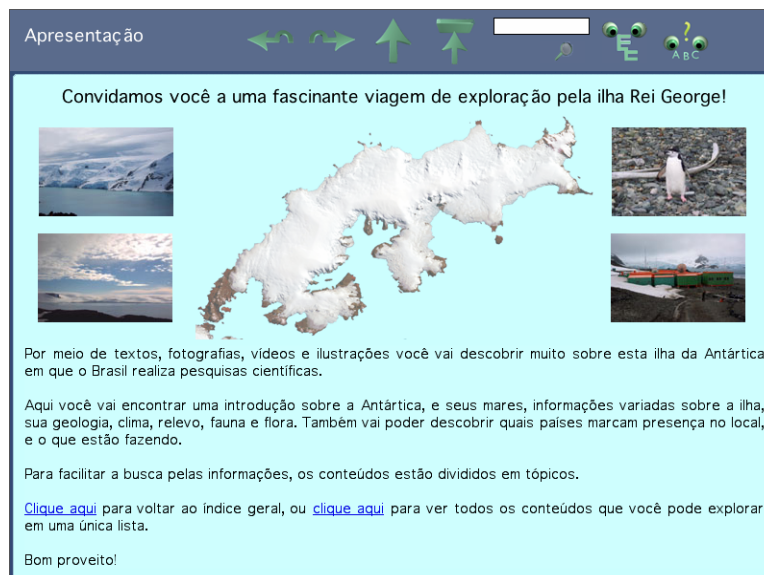 Apresentação
E
E
E
?
A B C
Convidamos você a uma fascinante viagem de exploração pela ilha Rei George!
Por meio de textos, fotografias, vídeos e ilustrações você vai descobrir muito sobre esta ilha da Antártica
em que o Brasil realiza pesquisas científicas.
Aqui você vai encontrar uma introdução sobre a Antártica, e seus mares, informações variadas sobre a ilha,
sua geologia, clima, relevo, fauna e flora. Também vai poder descobrir quais países marcam presença no local,
e o que estão fazendo.
Para facilitar a busca pelas informações, os conteúdos estão divididos em tópicos.
Clique aqui para voltar ao índice geral, ou clique aqui para ver todos os conteúdos que você pode explorar
em uma única lista.
Bom proveito!